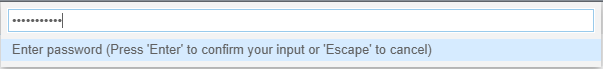 •••••••••••
Enter password (Press 'Enter' to confirm your input or 'Escape' to cancel)